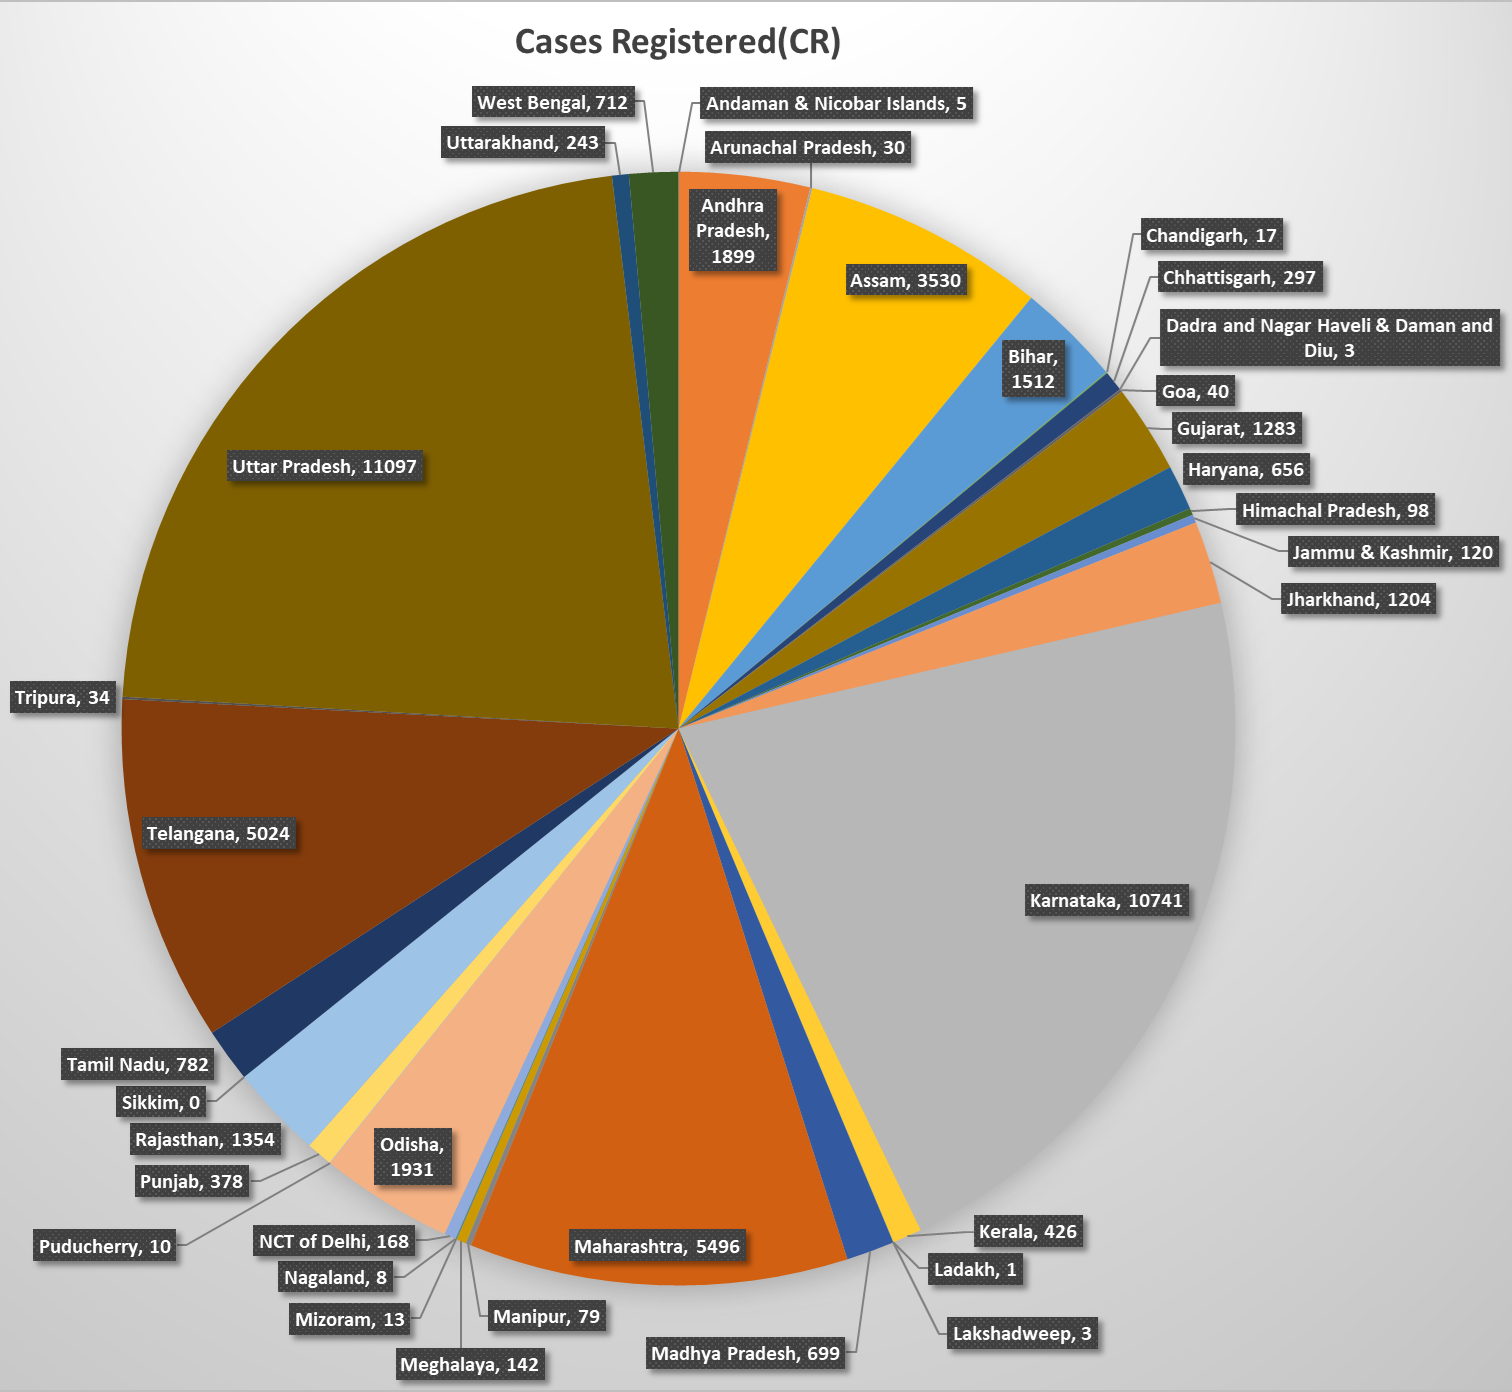 Cases Registered(CR)
West Bengal, 712
Andaman & Nicobar Islands, 5
Uttarakhand, 243
Arunachal Pradesh, 30
Andhra
Pradesh,
1899
Chandigarh, 17
Assam, 3530
Chhattisgarh, 297
Dadra and Nagar Haveli & Daman and
Diu, 3
Bihar,
1512
Goa, 40
Gujarat, 1283
Uttar Pradesh, 11097
Haryana, 656
Himachal Pradesh, 98
Jammu & Kashmir, 120
Jharkhand, 1204
Tripura, 34
Telangana, 5024
Karnataka, 10741
Tamil Nadu, 782
Sikkim, 0
Rajasthan, 1354
Odisha,
1931
Punjab, 378
Puducherry, 10
NCT of Delhi, 168
Maharashtra, 5496
Kerala, 426
Nagaland, 8
Ladakh, 1
Mizoram, 13
Manipur, 79
Lakshadweep, 3
Meghalaya, 142
Madhya Pradesh, 699